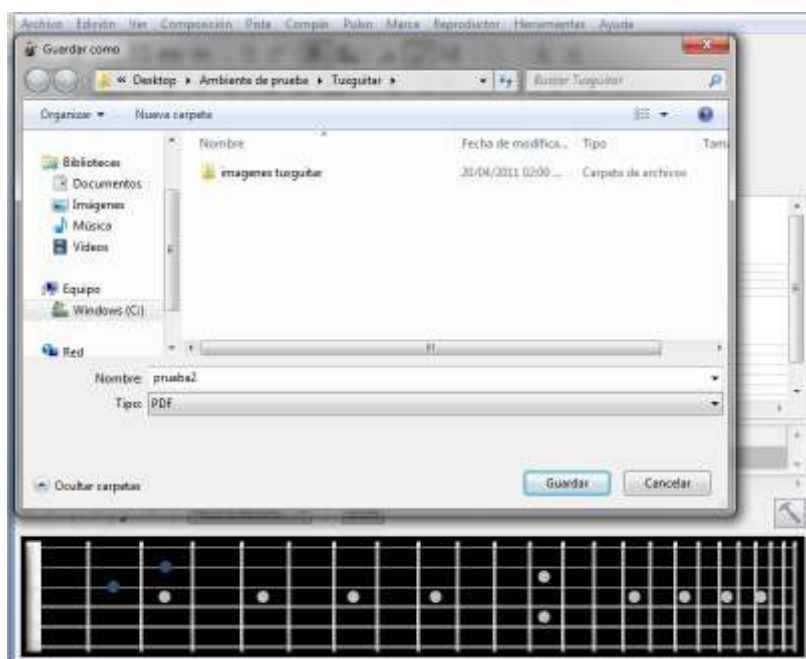 Archivo Edición Ver Composición Pista Compás Pulso Marca Reproductor Herramientas Ayuda
Guardar como
« Desktop Ambiente de prueba Tuxguitar
Buscar Tuxguitar
Organizar Nueva carpeta
Nombre Fecha de modifica... Tipo Tam
Bibliotecas
Documentos
imagenes tuxguitar 20/04/2011 02:00 ... Carpeta de archivos
Imágenes
Música
Vídeos
Equipo
Windows (C:)
Red
Nombre: prueba2
Tipo: PDF
Ocultar carpetas
Guardar Cancelar